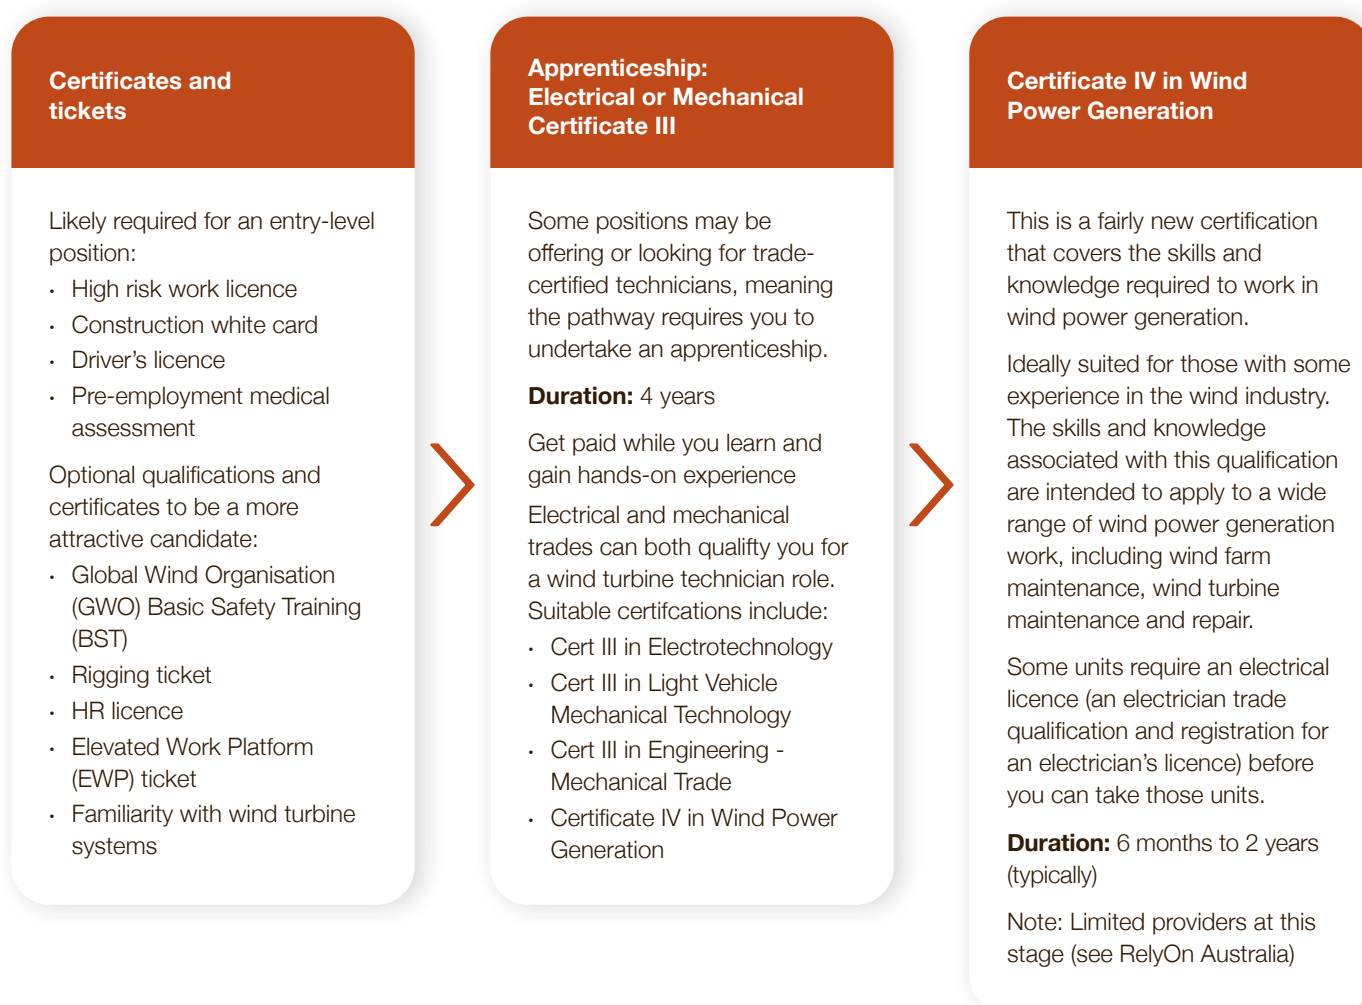 Certificates and
tickets
Likely required for an entry-level
position:
• High risk work licence
• Construction white card
• Driver’s licence
• Pre-employment medical
assessment
Optional qualifications and
certificates to be a more
attractive candidate:
• Global Wind Organisation
(GWO) Basic Safety Training
(BST)
• Rigging ticket
• HR licence
• Elevated Work Platform
(EWP) ticket
• Familiarity with wind turbine
systems
Apprenticeship:
Electrical or Mechanical
Certificate III
Some positions may be
offering or looking for trade-
certified technicians, meaning
the pathway requires you to
undertake an apprenticeship.
Duration: 4 years
Get paid while you learn and
gain hands-on experience
Electrical and mechanical
trades can both qualifty you for
a wind turbine technician role.
Suitable certifcations include:
• Cert III in Electrotechnology
• Cert III in Light Vehicle
Mechanical Technology
• Cert III in Engineering -
Mechanical Trade
• Certificate IV in Wind Power
Generation
Certificate IV in Wind
Power Generation
This is a fairly new certification
that covers the skills and
knowledge required to work in
wind power generation.
Ideally suited for those with some
experience in the wind industry.
The skills and knowledge
associated with this qualification
are intended to apply to a wide
range of wind power generation
work, including wind farm
maintenance, wind turbine
maintenance and repair.
Some units require an electrical
licence (an electrician trade
qualification and registration for
an electrician’s licence) before
you can take those units.
Duration: 6 months to 2 years
(typically)
Note: Limited providers at this
stage (see RelyOn Australia)